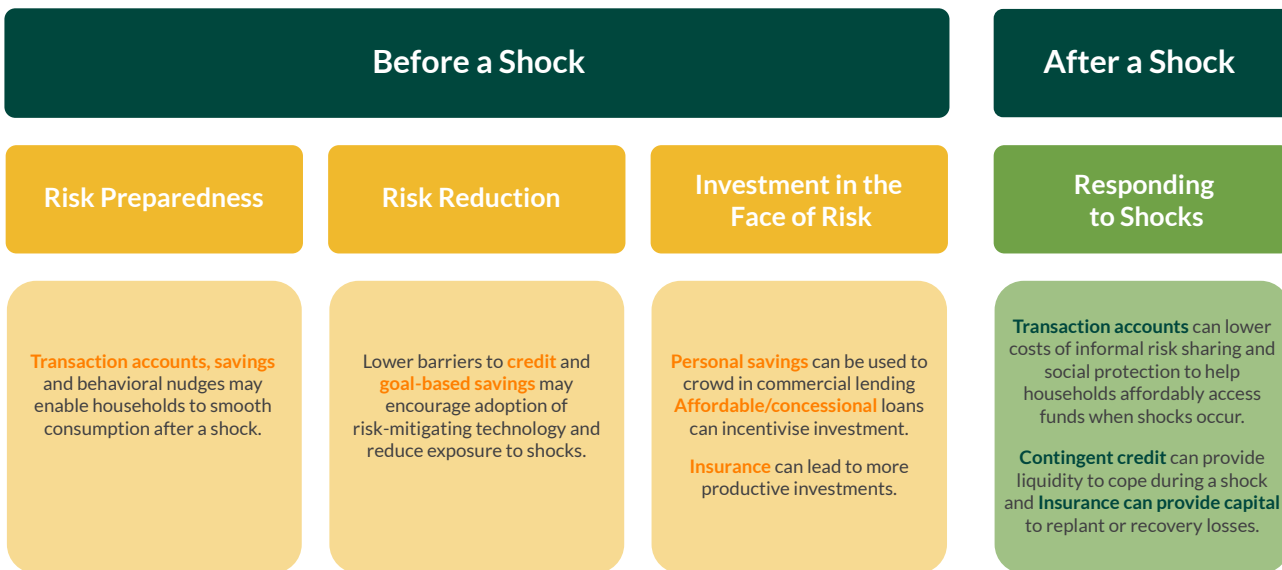 Before a Shock
After a Shock
Risk Preparedness
Risk Reduction
Investment in the
Face of Risk
Responding
to Shocks
Transaction accounts, savings
and behavioral nudges may
enable households to smooth
consumption after a shock.
Lower barriers to credit and
goal-based savings may
encourage adoption of
risk-mitigating technology and
reduce exposure to shocks.
Personal savings can be used to
crowd in commercial lending
Affordable/concessional loans
can incentivise investment.
Insurance can lead to more
productive investments.
Transaction accounts can lower
costs of informal risk sharing and
social protection to help
households affordably access
funds when shocks occur.
Contingent credit can provide
liquidity to cope during a shock
and Insurance can provide capital
to replant or recovery losses.